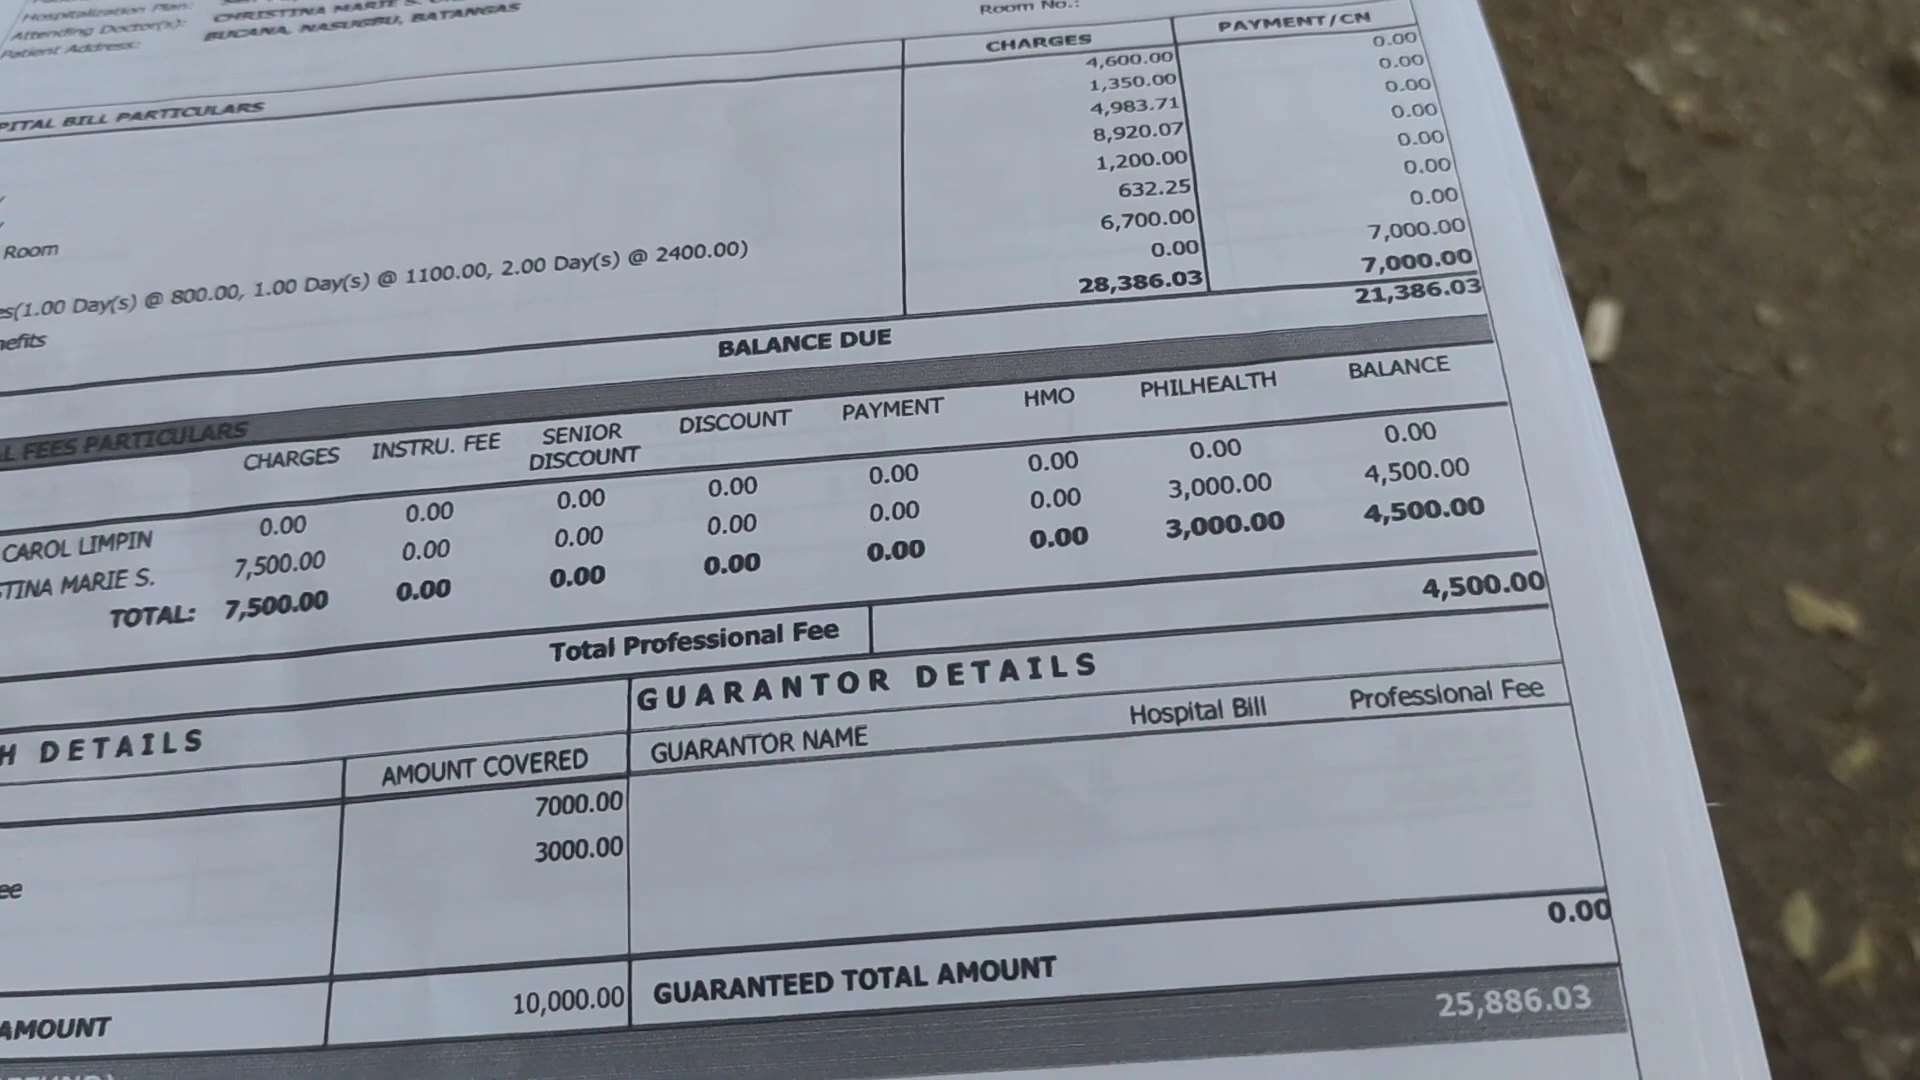 Hospitalization Plan:
Attending Doctor(s): CHRISTINA MARIE S.
Patient Address: BUCANA, NASUGBU, BATANGAS
Room No.:
PITAL BILL PARTICULARS CHARGES PAYMENT/CM
4,600.00 0.00
1,350.00 0.00
4,983.71 0.00
8,920.07 0.00
1,200.00 0.00
Room 632.25 0.00
es(1.00 Day(s) @ 800.00, 1.00 Day(s) @ 1100.00, 2.00 Day(s) @ 2400.00) 6,700.00 0.00
nefits 0.00 7,000.00
28,386.03 7,000.00
BALANCE DUE 21,386.03
L FEES PARTICULARS
CHARGES INSTRU. FEE SENIOR DISCOUNT DISCOUNT PAYMENT HMO PHILHEALTH BALANCE
CAROL LIMPIN 0.00 0.00 0.00 0.00 0.00 0.00 0.00 0.00
TINA MARIE S. 7,500.00 0.00 0.00 0.00 0.00 0.00 3,000.00 4,500.00
TOTAL: 7,500.00 0.00 0.00 0.00 0.00 0.00 3,000.00 4,500.00
Total Professional Fee 4,500.00
H DETAILS GUARANTOR DETAILS
AMOUNT COVERED GUARANTOR NAME Hospital Bill Professional Fee
7000.00
ee 3000.00
AMOUNT 10,000.00 GUARANTEED TOTAL AMOUNT 0.00
25,886.03